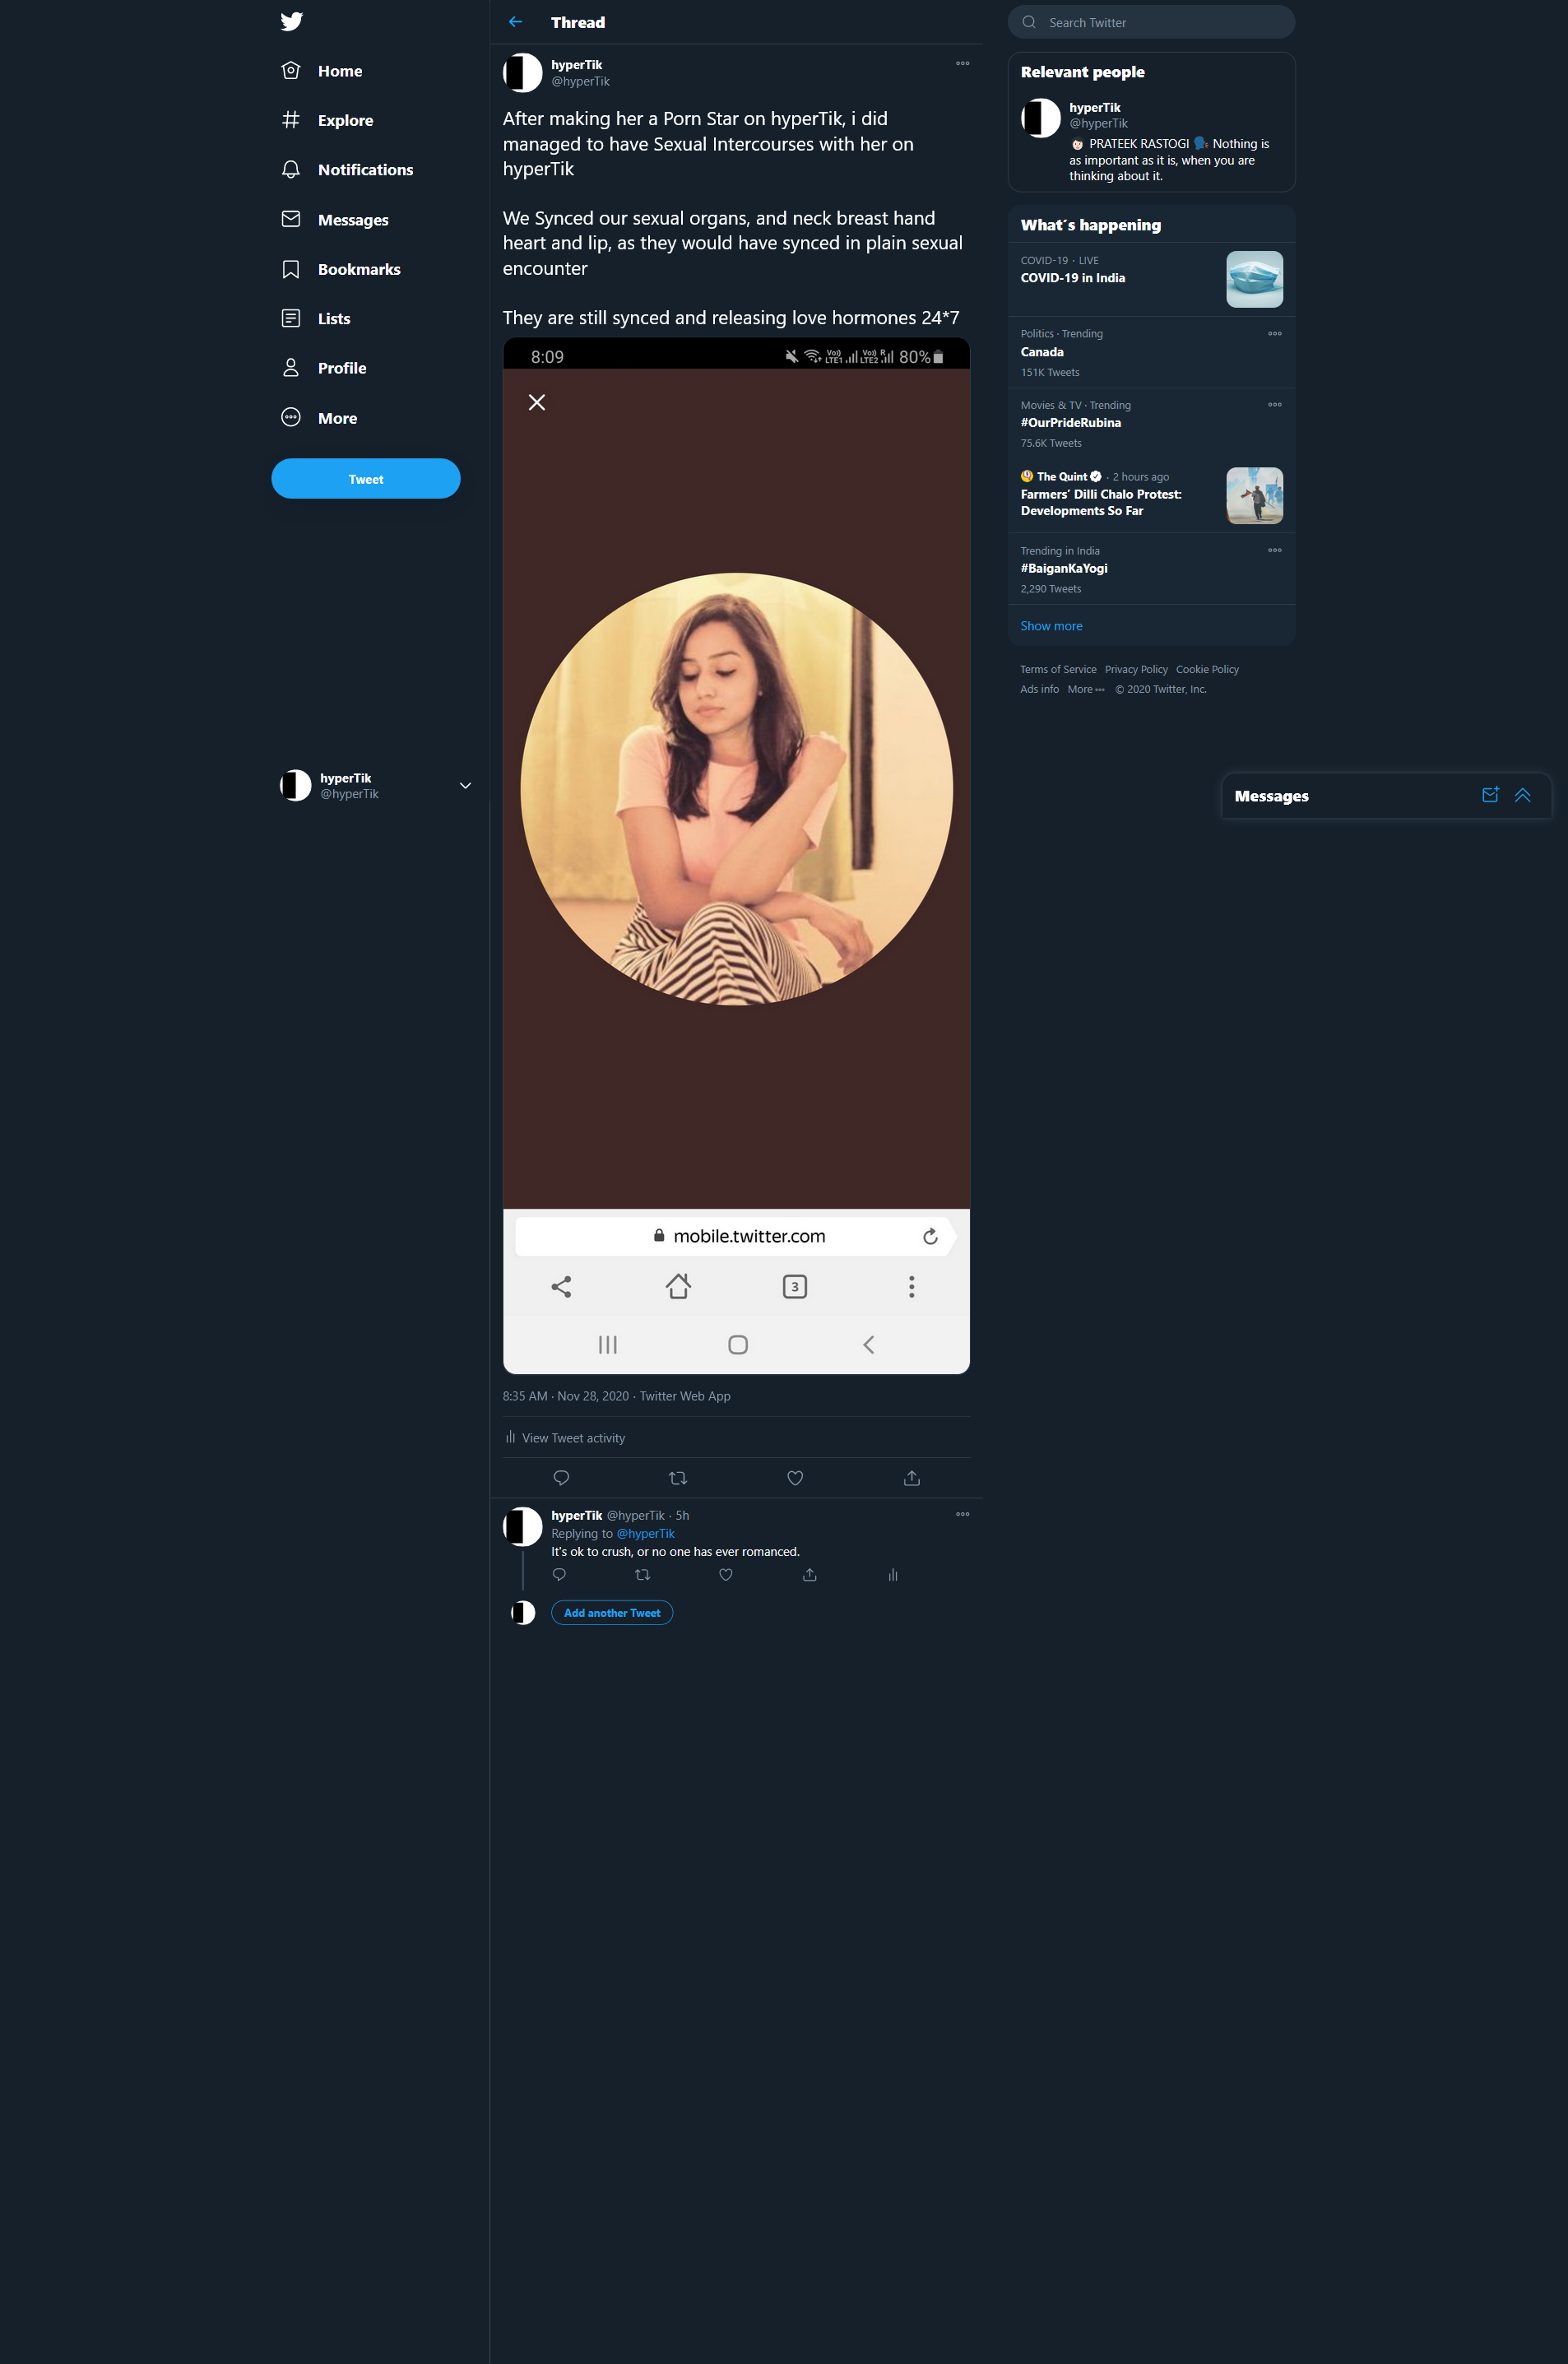 Thread
Search Twitter
Home
Explore
Notifications
Messages
Bookmarks
Lists
Profile
More
Tweet
hyperTik
@hyperTik
hyperTik
@hyperTik
After making her a Porn Star on hyperTik, i did
managed to have Sexual Intercourses with her on
hyperTik
We Synced our sexual organs, and neck breast hand
heart and lip, as they would have synced in plain sexual
encounter
They are still synced and releasing love hormones 24*7
8:09
Vo))
LTE1
Vo))
LTE2
R
80%
mobile.twitter.com
3
8:35 AM · Nov 28, 2020 · Twitter Web App
View Tweet activity
hyperTik @hyperTik · 5h
Replying to @hyperTik
It's ok to crush, or no one has ever romanced.
Add another Tweet
Relevant people
hyperTik
@hyperTik
PRATEEK RASTOGI Nothing is
as important as it is, when you are
thinking about it.
What's happening
COVID-19 · LIVE
COVID-19 in India
Politics · Trending
Canada
151K Tweets
Movies & TV · Trending
#OurPrideRubina
75.6K Tweets
The Quint · 2 hours ago
Farmers' Dilli Chalo Protest:
Developments So Far
Trending in India
#BaiganKaYogi
2,290 Tweets
Show more
Terms of Service Privacy Policy Cookie Policy
Ads info More © 2020 Twitter, Inc.
Messages